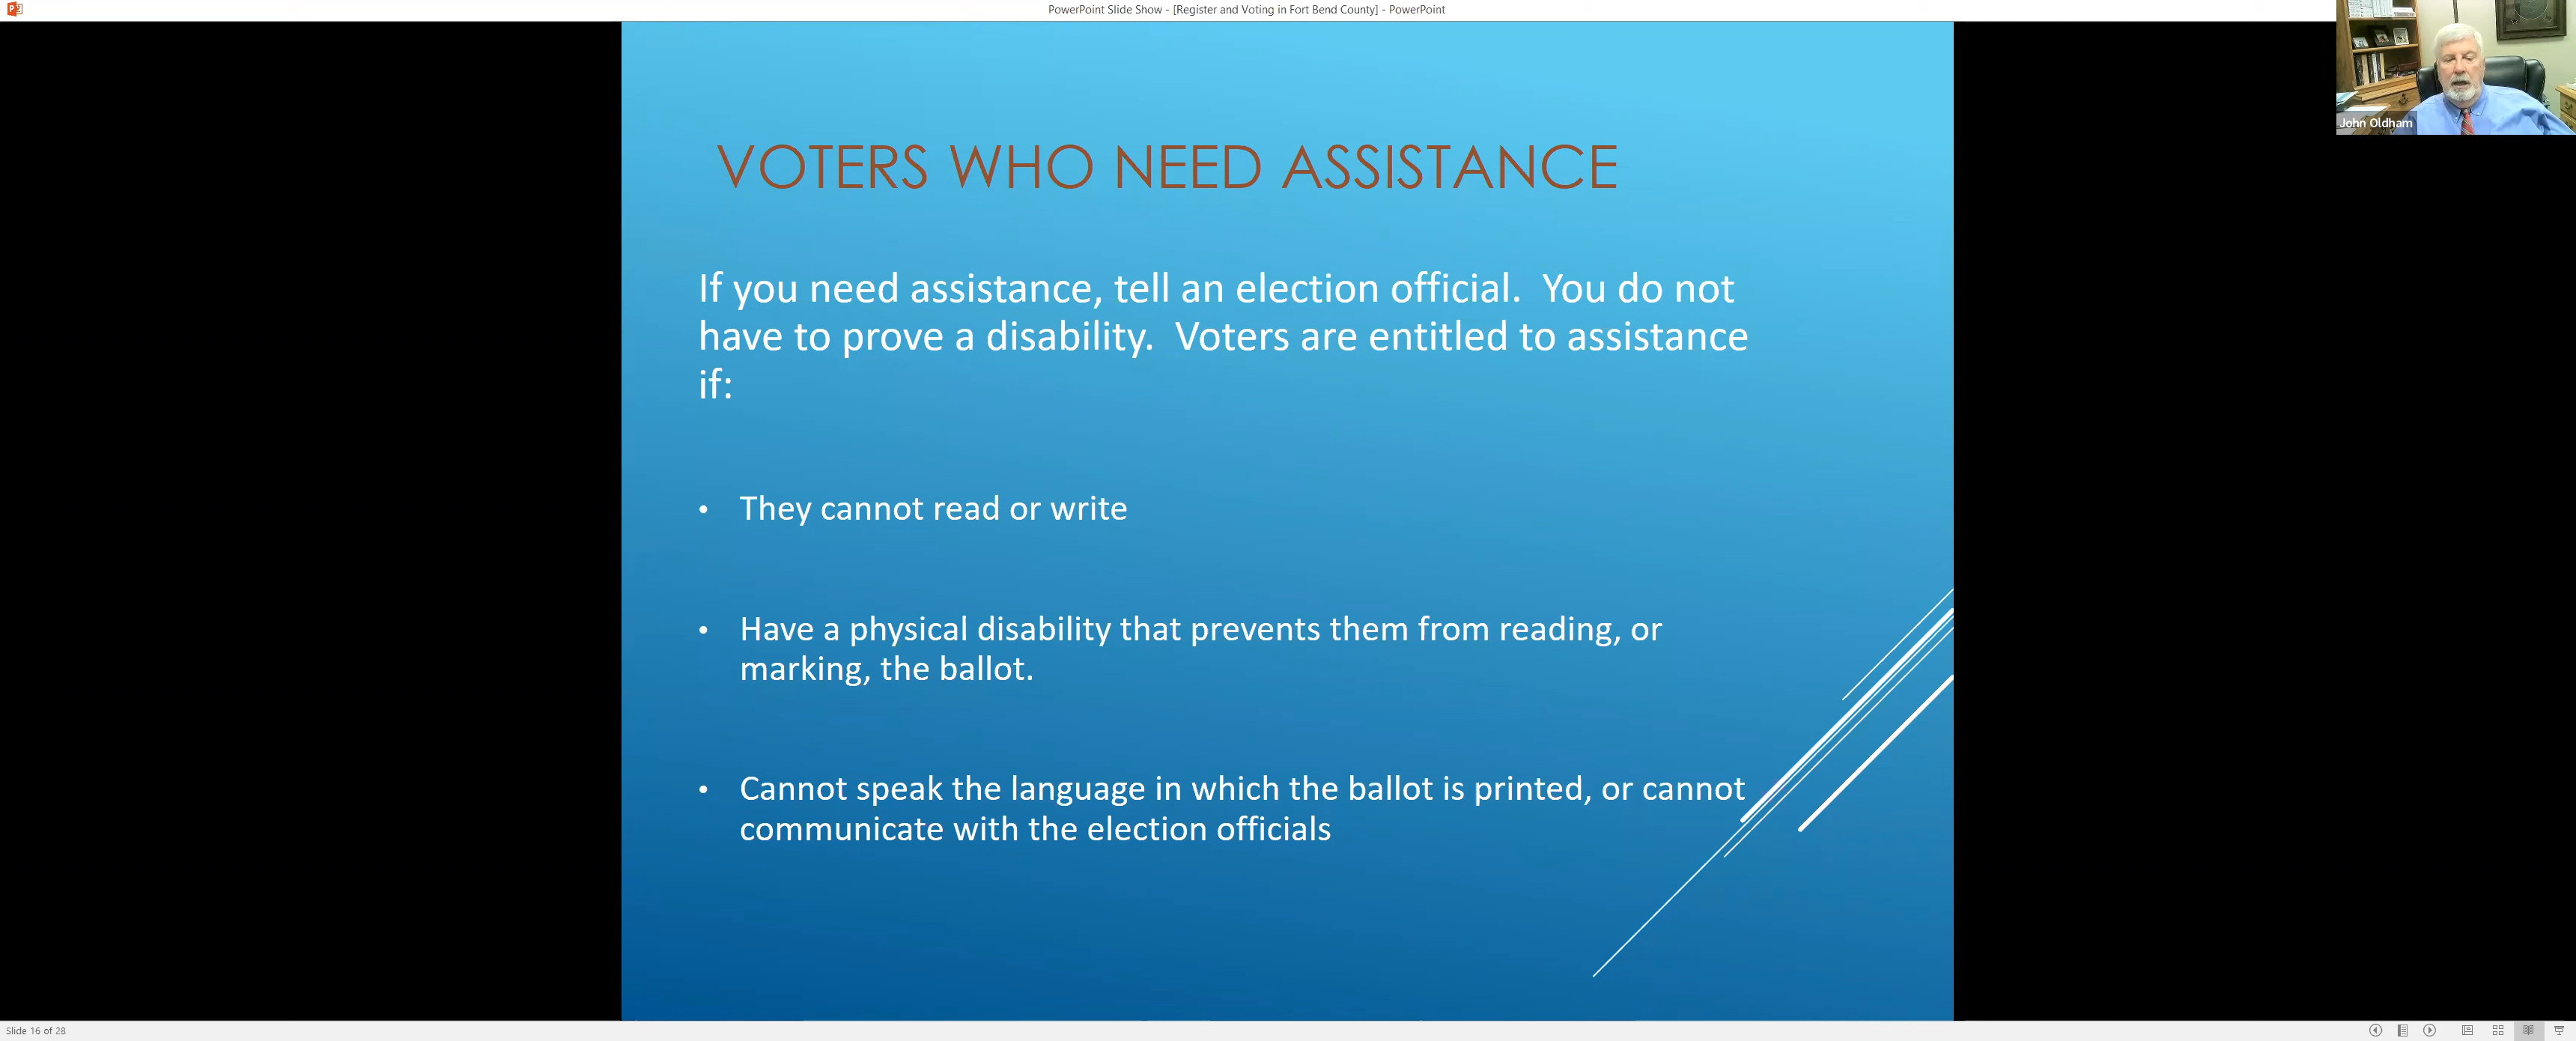 PowerPoint Slide Show - [Register and Voting in Fort Bend County] - PowerPoint
John Oldham
VOTERS WHO NEED ASSISTANCE
If you need assistance, tell an election official.  You do not
have to prove a disability.  Voters are entitled to assistance
if:
• They cannot read or write
• Have a physical disability that prevents them from reading, or
marking, the ballot.
• Cannot speak the language in which the ballot is printed, or cannot
communicate with the election officials
Slide 16 of 28